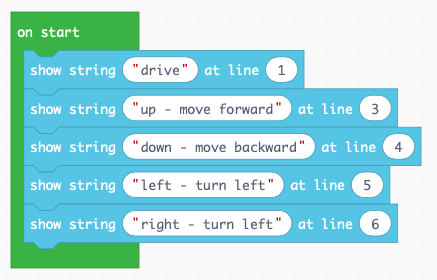 on start
show string "drive" at line 1
show string "up - move forward" at line 3
show string "down - move backward" at line 4
show string "left - turn left" at line 5
show string "right - turn left" at line 6